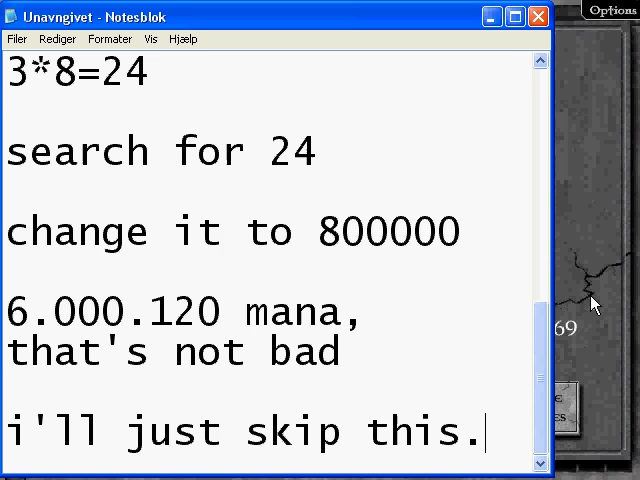 Unavngivet - Notesblok
Options
Filer Rediger Formater Vis Hjælp
3*8=24
search for 24
change it to 800000
6.000.120 mana,
that's not bad
i'll just skip this.
69